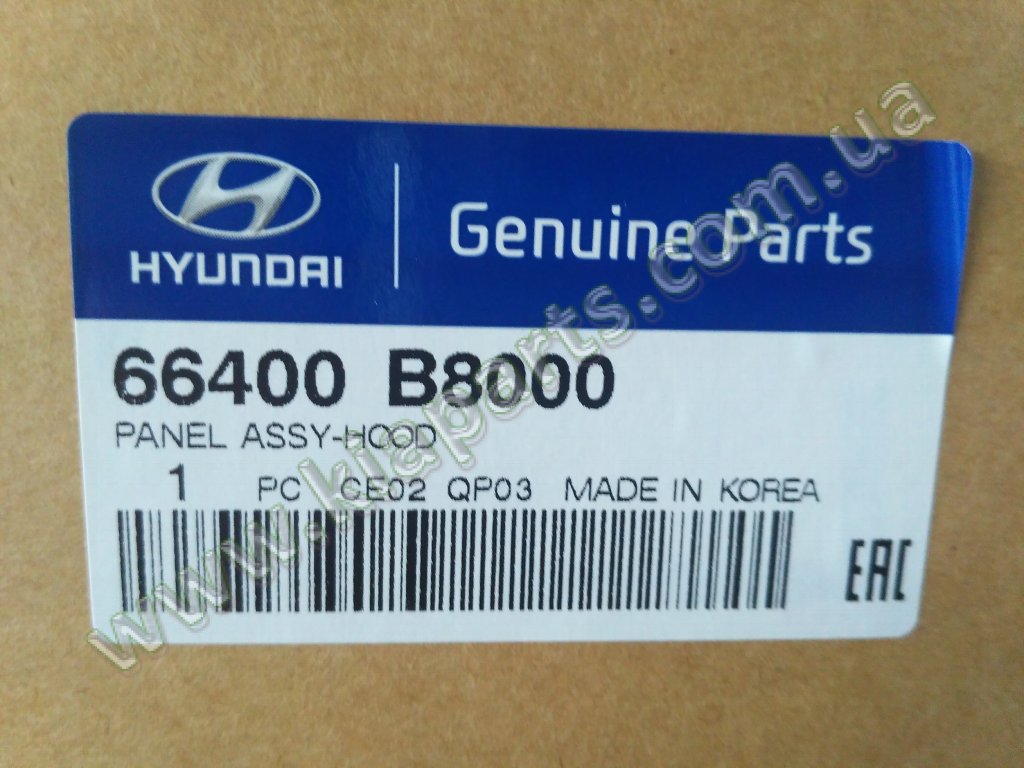 HYUNDAI
Genuine Parts
66400 B8000
PANEL ASSY-HOOD
1 PC CE02 QP03 MADE IN KOREA
EAC
www.kiaparts.com.ua